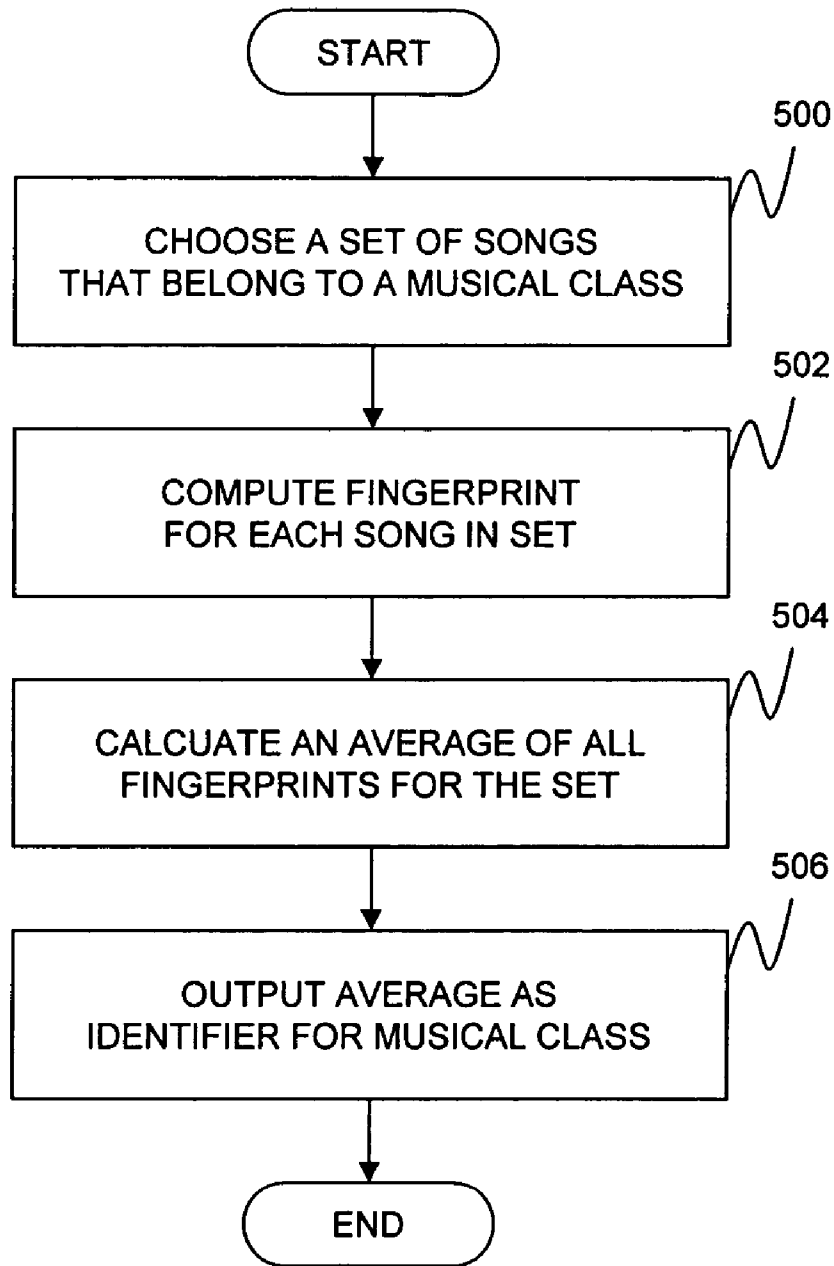 START
500
CHOOSE A SET OF SONGS
THAT BELONG TO A MUSICAL CLASS
502
COMPUTE FINGERPRINT
FOR EACH SONG IN SET
504
CALCUATE AN AVERAGE OF ALL
FINGERPRINTS FOR THE SET
506
OUTPUT AVERAGE AS
IDENTIFIER FOR MUSICAL CLASS
END